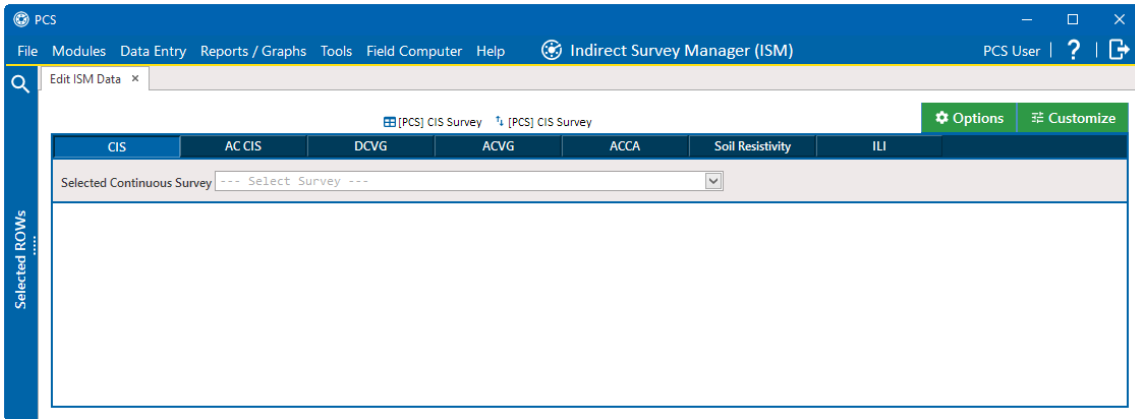 PCS
File Modules Data Entry Reports / Graphs Tools Field Computer Help Indirect Survey Manager (ISM) PCS User | ? |
Edit ISM Data ×
[PCS] CIS Survey [PCS] CIS Survey Options Customize
CIS AC CIS DCVG ACVG ACCA Soil Resistivity ILI
Selected Continuous Survey --- Select Survey ---
Selected ROWs